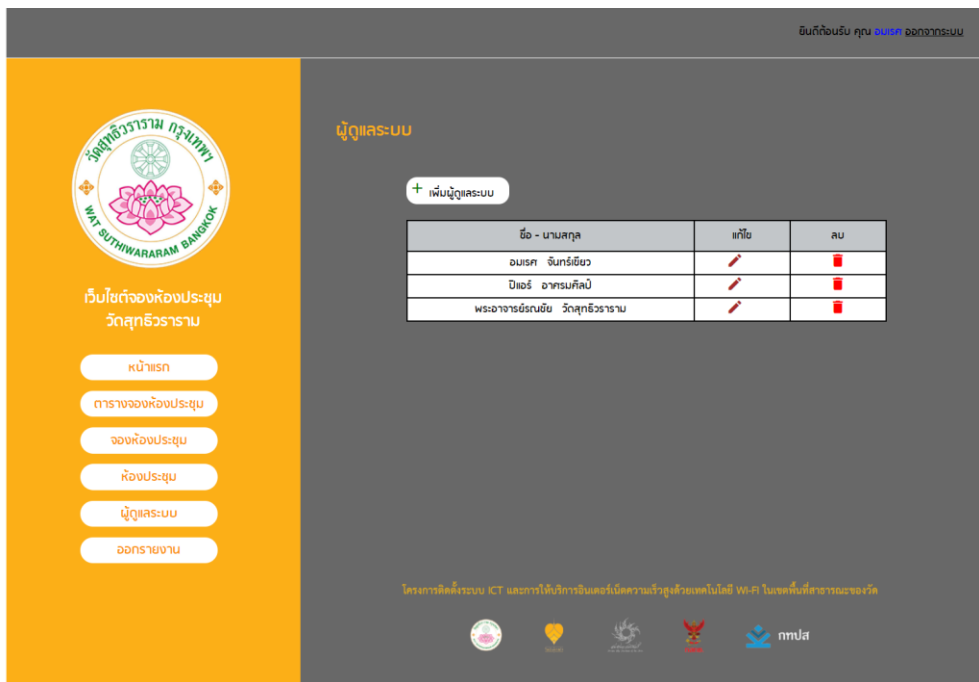 ยินดีต้อนรับ คุณ อมเรศ ออกจากระบบ
วัดสุทธิวราราม กรุงเทพฯ
WAT SUTHIWARARAM BANGKOK
เว็บไซต์จองห้องประชุม
วัดสุทธิวราราม
หน้าแรก
ตารางจองห้องประชุม
จองห้องประชุม
ห้องประชุม
ผู้ดูแลระบบ
ออกรายงาน
ผู้ดูแลระบบ
+ เพิ่มผู้ดูแลระบบ
ชื่อ - นามสกุล แก้ไข ลบ
อมเรศ จันทร์เขียว
ปิแอร์ อาศรมศิลป์
พระอาจารย์รณชัย วัดสุทธิวราราม
โครงการติดตั้งระบบ ICT และการให้บริการอินเตอร์เน็ตความเร็วสูงด้วยเทคโนโลยี WI-FI ในเขตพื้นที่สาธารณะของวัด
กทปส